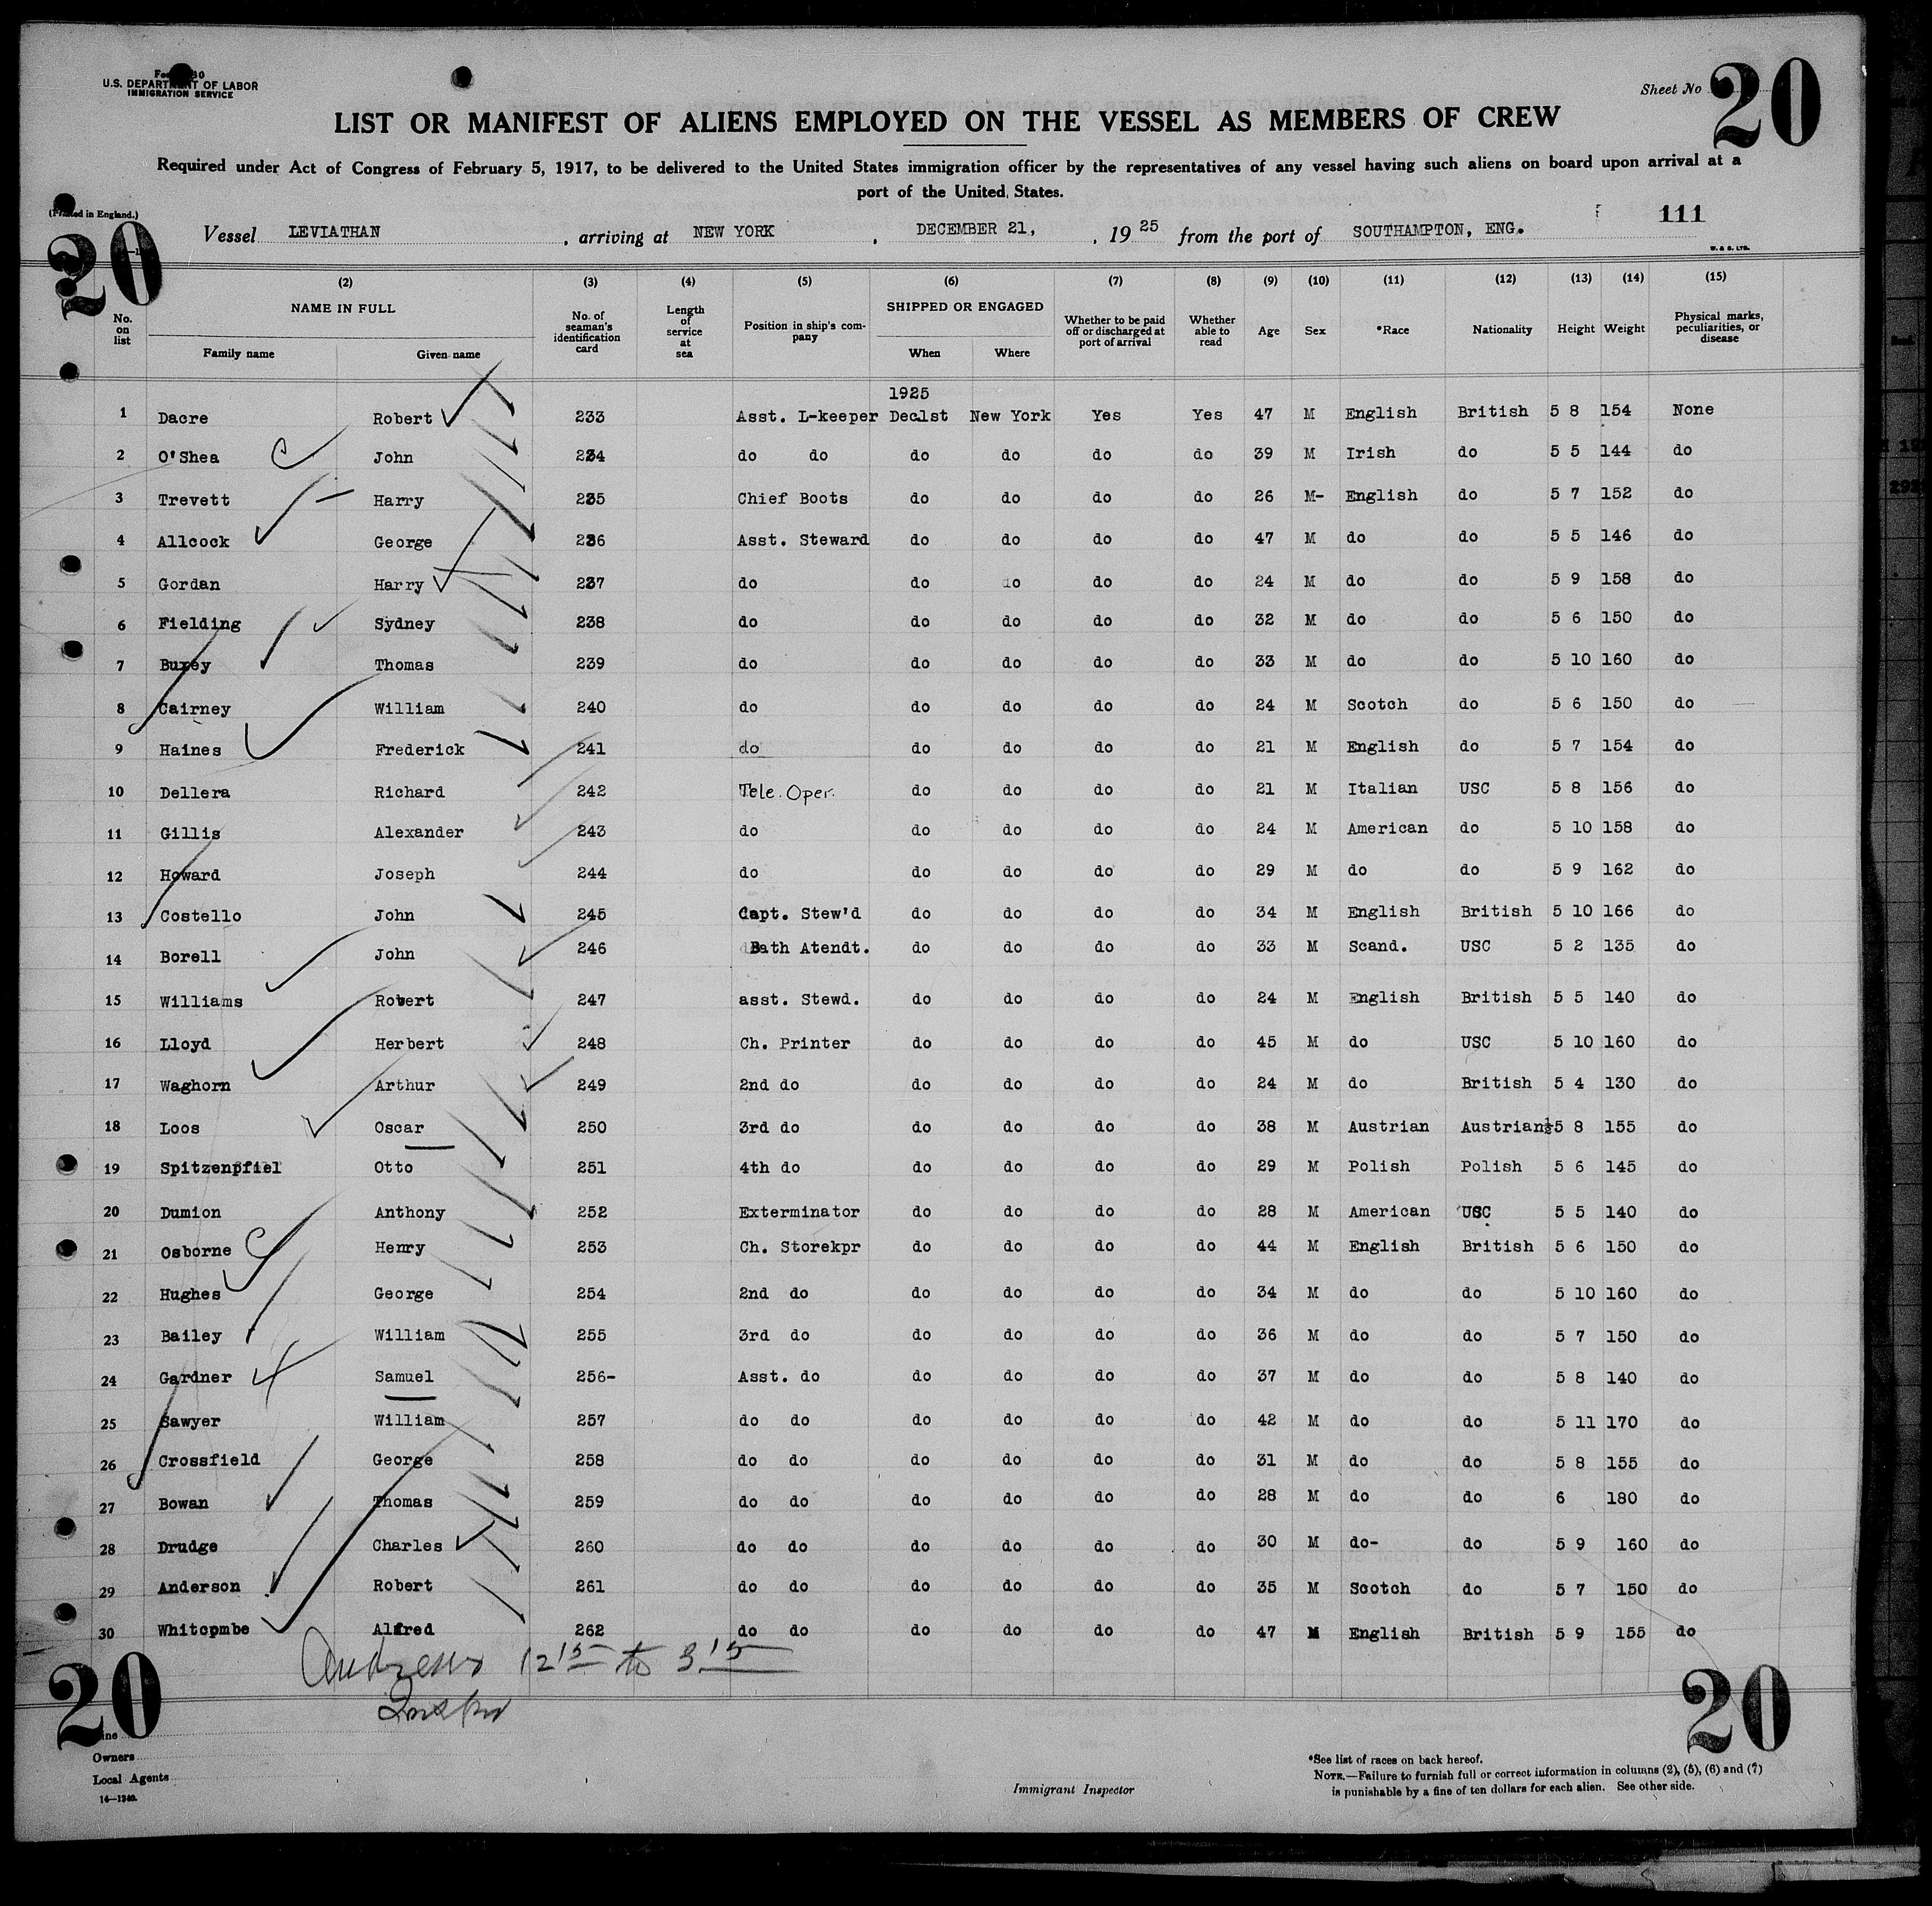 U.S. DEPARTMENT OF LABOR
IMMIGRATION SERVICE
Sheet No 20
LIST OR MANIFEST OF ALIENS EMPLOYED ON THE VESSEL AS MEMBERS OF CREW
Required under Act of Congress of February 5, 1917, to be delivered to the United States immigration officer by the representatives of any vessel having such aliens on board upon arrival at a
port of the United States.
(Printed in England.)
111
20
Vessel LEVIATHAN, arriving at NEW YORK, DECEMBER 21, 1925 from the port of SOUTHAMPTON, ENG.
W. & S. LTD.
(2) (3) (4) (5) (6) (7) (8) (9) (10) (11) (12) (13) (14) (15)
No. on list NAME IN FULL Family name Given name No. of seaman's identification card Length of service at sea Position in ship's company SHIPPED OR ENGAGED When Where Whether to be paid off or discharged at port of arrival Whether able to read Age Sex *Race Nationality Height Weight Physical marks, peculiarities, or disease
1925
1 Dacre Robert 233 Asst. L-keeper Dec1st New York Yes Yes 47 M English British 5 8 154 None
2 O'Shea John 234 do do do do do do 39 M Irish do 5 5 144 do
3 Trevett Harry 235 Chief Boots do do do do 26 M- English do 5 7 152 do
4 Allcock George 236 Asst. Steward do do do do 47 M do do 5 5 146 do
5 Gordan Harry 237 do do do do do 24 M do do 5 9 158 do
6 Fielding Sydney 238 do do do do do 32 M do do 5 6 150 do
7 Buxey Thomas 239 do do do do do 33 M do do 5 10 160 do
8 Cairney William 240 do do do do do 24 M Scotch do 5 6 150 do
9 Haines Frederick 241 do do do do do 21 M English do 5 7 154 do
10 Dellera Richard 242 Tele. Oper. do do do do 21 M Italian USC 5 8 156 do
11 Gillis Alexander 243 do do do do do 24 M American do 5 10 158 do
12 Howard Joseph 244 do do do do do 29 M do do 5 9 162 do
13 Costello John 245 Capt. Stew'd do do do do 34 M English British 5 10 166 do
14 Borell John 246 Bath Atendt. do do do do 33 M Scand. USC 5 2 135 do
15 Williams Robert 247 asst. Stewd. do do do do 24 M English British 5 5 140 do
16 Lloyd Herbert 248 Ch. Printer do do do do 45 M do USC 5 10 160 do
17 Waghorn Arthur 249 2nd do do do do do 24 M do British 5 4 130 do
18 Loos Oscar 250 3rd do do do do do 38 M Austrian Austrian 5 8 155 do
19 Spitzenpfiel Otto 251 4th do do do do do 29 M Polish Polish 5 6 145 do
20 Dumion Anthony 252 Exterminator do do do do 28 M American USC 5 5 140 do
21 Osborne Henry 253 Ch. Storekpr do do do do 44 M English British 5 6 150 do
22 Hughes George 254 2nd do do do do do 34 M do do 5 10 160 do
23 Bailey William 255 3rd do do do do do 36 M do do 5 7 150 do
24 Gardner Samuel 256- Asst. do do do do do 37 M do do 5 8 140 do
25 Sawyer William 257 do do do do do do 42 M do do 5 11 170 do
26 Crossfield George 258 do do do do do do 31 M do do 5 8 155 do
27 Bowan Thomas 259 do do do do do do 28 M do do 6 180 do
28 Drudge Charles 260 do do do do do do 30 M do- do 5 9 160 do
29 Anderson Robert 261 do do do do do do 35 M Scotch do 5 7 150 do
30 Whitcombe Alfred 262 do do do do do do 47 M English British 5 9 155 do
Andrews 12 15 to 3 15
20
20
Owners
Local Agents
14—1240.
Immigrant Inspector
*See list of races on back hereof.
NOTE.—Failure to furnish full or correct information in columns (2), (5), (6) and (7)
is punishable by a fine of ten dollars for each alien. See other side.